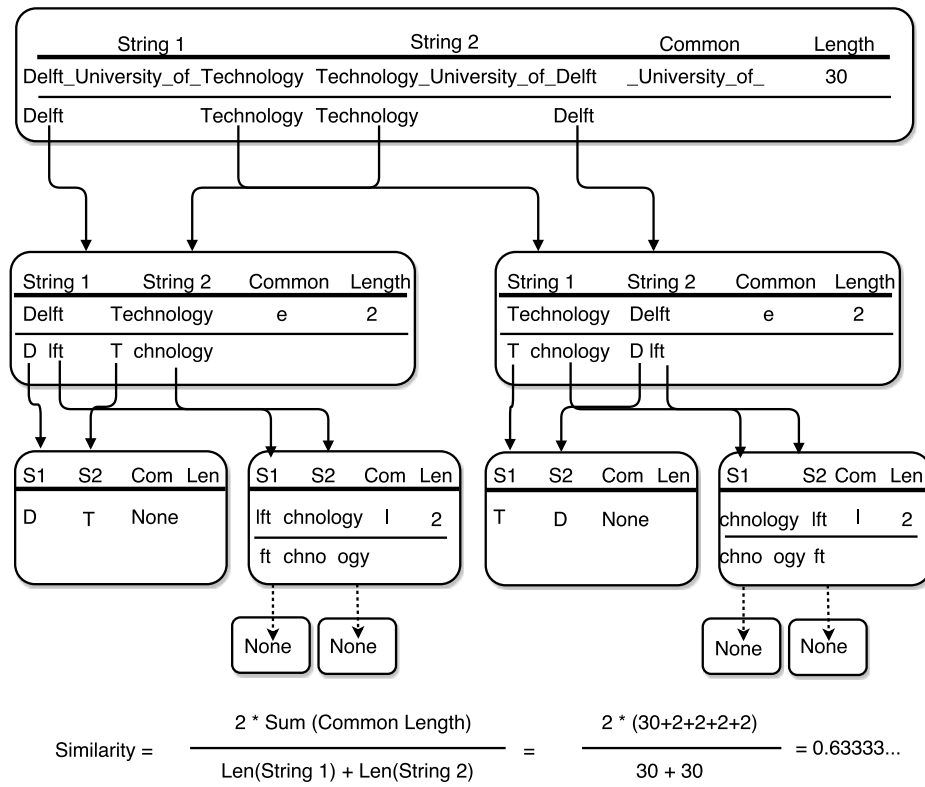 String 1 String 2 Common Length
Delft_University_of_Technology Technology_University_of_Delft _University_of_ 30
Delft Technology Technology Delft
String 1 String 2 Common Length
Delft Technology e 2
D lft T chnology
String 1 String 2 Common Length
Technology Delft e 2
T chnology D lft
S1 S2 Com Len
D T None
S1 S2 Com Len
lft chnology l 2
ft chno ogy
S1 S2 Com Len
T D None
S1 S2 Com Len
chnology lft l 2
chno ogy ft
None None
None None
Similarity = 2 * Sum (Common Length) / Len(String 1) + Len(String 2) = 2 * (30+2+2+2+2) / 30 + 30 = 0.63333...